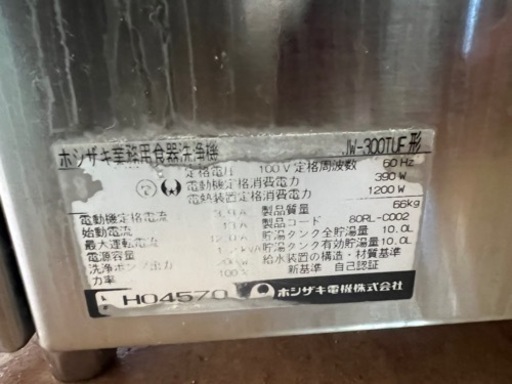 ホシザキ業務用食器洗浄機 JW-300TUF形
定格電圧 100V 定格周波数 60Hz
電動機定格消費電力 390W
電熱装置定格消費電力 1200W
電動機定格電流 製品質量 66kg
始動電流 製品コード 80RL-C002
最大運転電流 貯湯タンク全貯湯量 10.0L
電源容量 kVA 貯湯タンク有効貯湯量 10.0L
洗浄ポンプ出力 給水装置の構造・材質基準
力率 100% 新基準 自己認証
H04570 ホシザキ電機株式会社